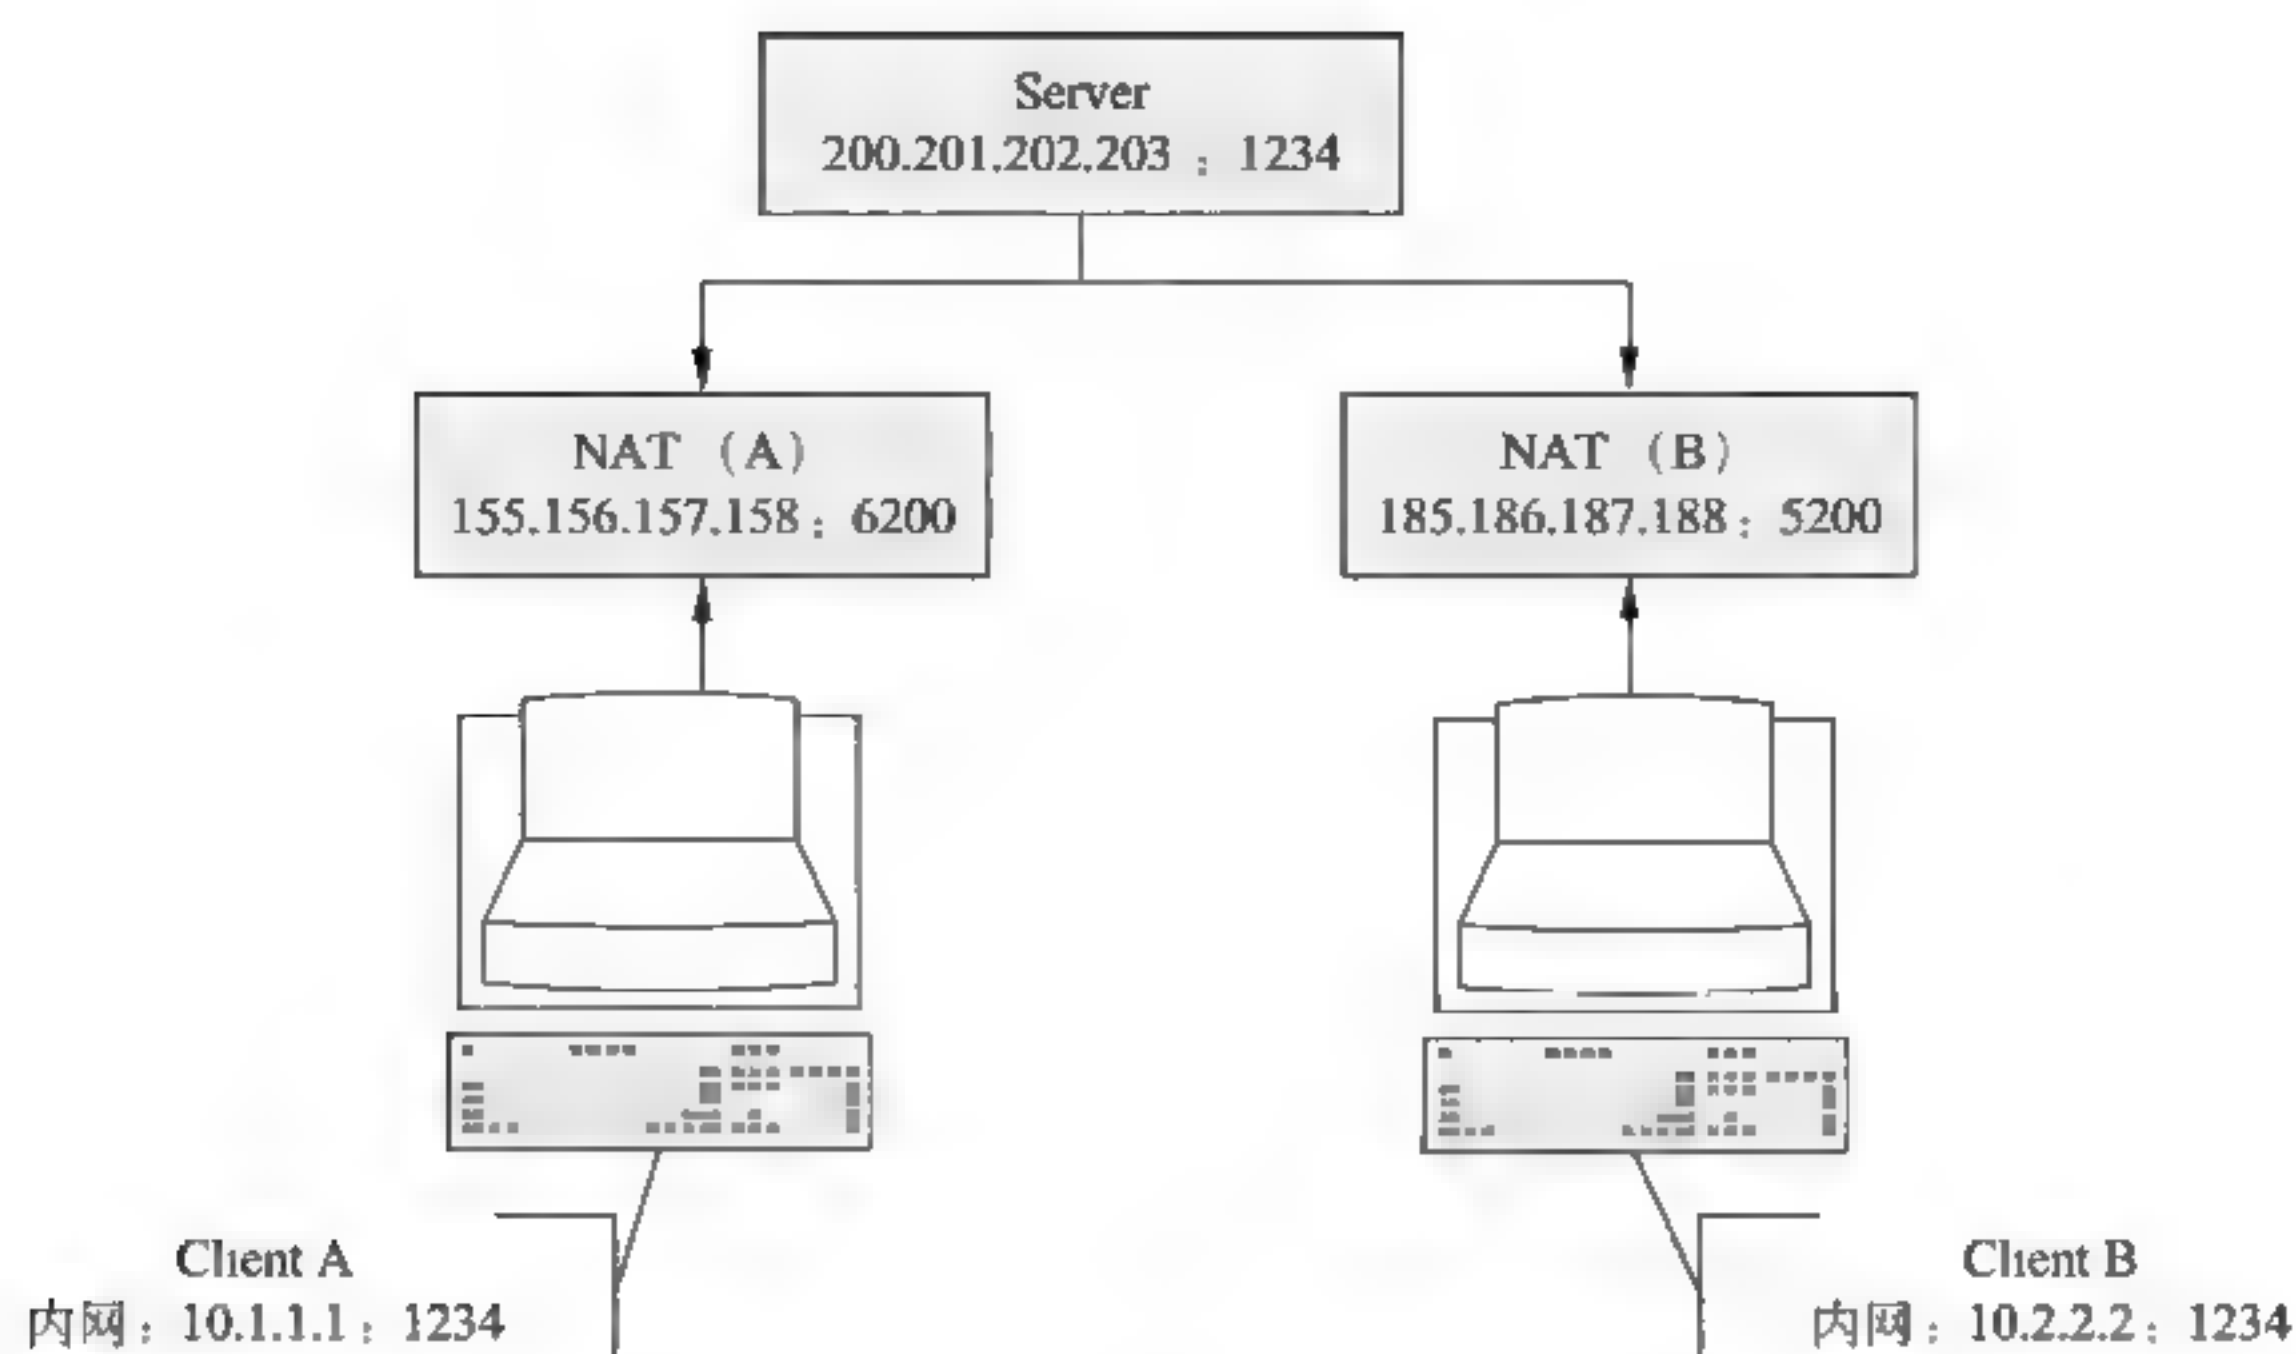 Server
200.201.202.203 : 1234
NAT （A）
155.156.157.158: 6200
NAT （B）
185.186.187.188: 5200
Client A
内网: 10.1.1.1: 1234
Client B
内网: 10.2.2.2: 1234